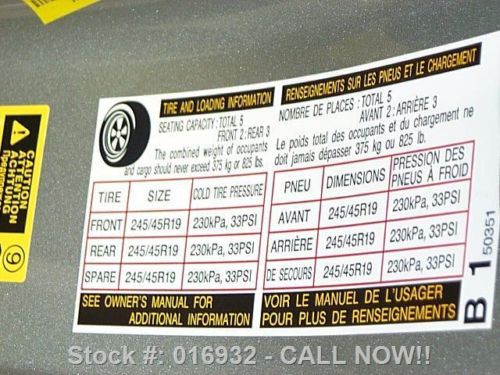 TIRE AND LOADING INFORMATION
SEATING CAPACITY: TOTAL 5
FRONT 2: REAR 3
The combined weight of occupants
and cargo should never exceed 375 kg or 825 lbs.
TIRE SIZE COLD TIRE PRESSURE
FRONT 245/45R19 230kPa, 33PSI
REAR 245/45R19 230kPa, 33PSI
SPARE 245/45R19 230kPa, 33PSI
SEE OWNER'S MANUAL FOR
ADDITIONAL INFORMATION
RENSEIGNEMENTS SUR LES PNEUS ET LE CHARGEMENT
NOMBRE DE PLACES: TOTAL 5
AVANT 2: ARRIÈRE 3
Le poids total des occupants et du chargement ne
doit jamais dépasser 375 kg ou 825 lb.
PNEU DIMENSIONS PRESSION DES
PNEUS À FROID
AVANT 245/45R19 230kPa, 33PSI
ARRIÈRE 245/45R19 230kPa, 33PSI
DE SECOURS 245/45R19 230kPa, 33PSI
VOIR LE MANUEL DE L'USAGER
POUR PLUS DE RENSEIGNEMENTS
B 1 50351
CAUTION
ATTENTION
ACHTUNG
9
Stock #: 016932 - CALL NOW!!